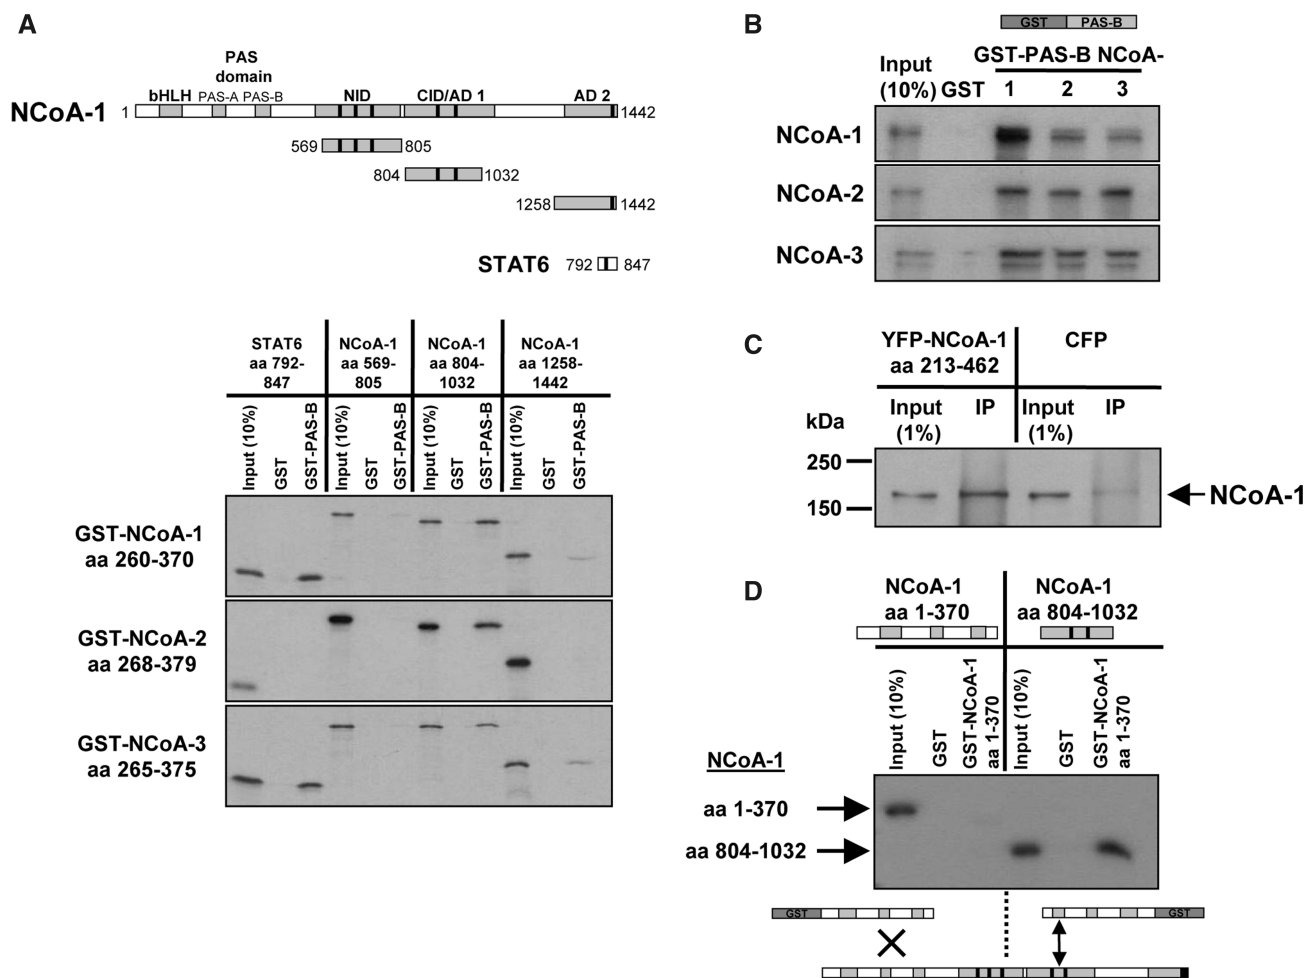 A
PAS
domain
bHLH PAS-A PAS-B NID CID/AD 1 AD 2
NCoA-1 1 1442
569 805
804 1032
1258 1442
STAT6 792 847
STAT6
aa 792-
847
NCoA-1
aa 569-
805
NCoA-1
aa 804-
1032
NCoA-1
aa 1258-
1442
Input (10%)
GST
GST-PAS-B
Input (10%)
GST
GST-PAS-B
Input (10%)
GST
GST-PAS-B
Input (10%)
GST
GST-PAS-B
GST-NCoA-1
aa 260-370
GST-NCoA-2
aa 268-379
GST-NCoA-3
aa 265-375
B
GST PAS-B
GST-PAS-B NCoA-
Input
(10%) GST 1 2 3
NCoA-1
NCoA-2
NCoA-3
C
YFP-NCoA-1
aa 213-462
CFP
kDa
Input
(1%)
IP
Input
(1%)
IP
250
150
NCoA-1
D
NCoA-1
aa 1-370
NCoA-1
aa 804-1032
Input (10%)
GST
GST-NCoA-1
aa 1-370
Input (10%)
GST
GST-NCoA-1
aa 1-370
NCoA-1
aa 1-370
aa 804-1032
GST
GST